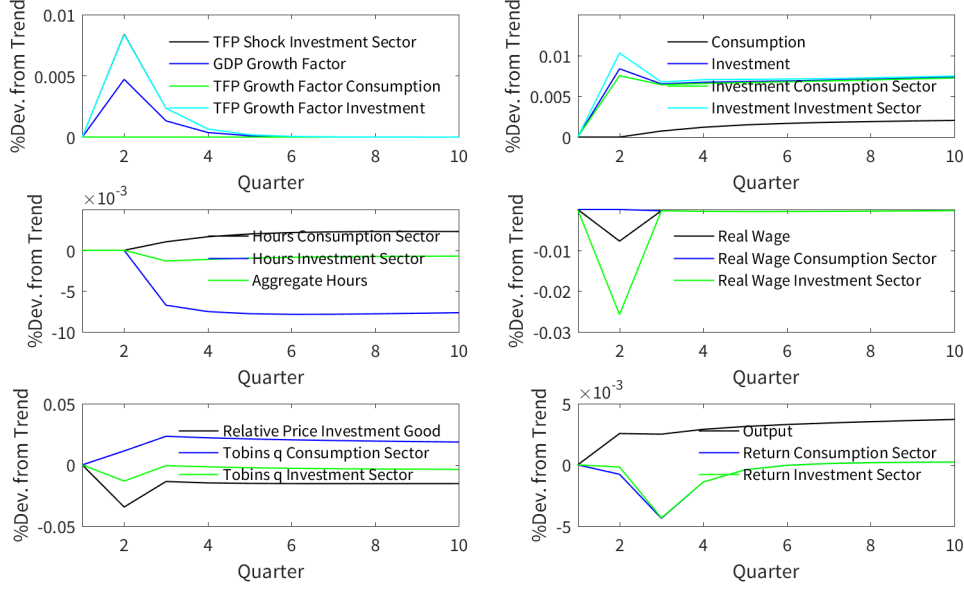 0.01
0.005
0
%Dev. from Trend
TFP Shock Investment Sector
GDP Growth Factor
TFP Growth Factor Consumption
TFP Growth Factor Investment
2 4 6 8 10
Quarter
0.01
0.005
0
%Dev. from Trend
Consumption
Investment
Investment Consumption Sector
Investment Investment Sector
2 4 6 8 10
Quarter
×10⁻³
0
-5
-10
%Dev. from Trend
Hours Consumption Sector
Hours Investment Sector
Aggregate Hours
2 4 6 8 10
Quarter
-0.01
-0.02
-0.03
%Dev. from Trend
Real Wage
Real Wage Consumption Sector
Real Wage Investment Sector
2 4 6 8 10
Quarter
0.05
0
-0.05
%Dev. from Trend
Relative Price Investment Good
Tobins q Consumption Sector
Tobins q Investment Sector
2 4 6 8 10
Quarter
×10⁻³
5
0
-5
%Dev. from Trend
Output
Return Consumption Sector
Return Investment Sector
2 4 6 8 10
Quarter